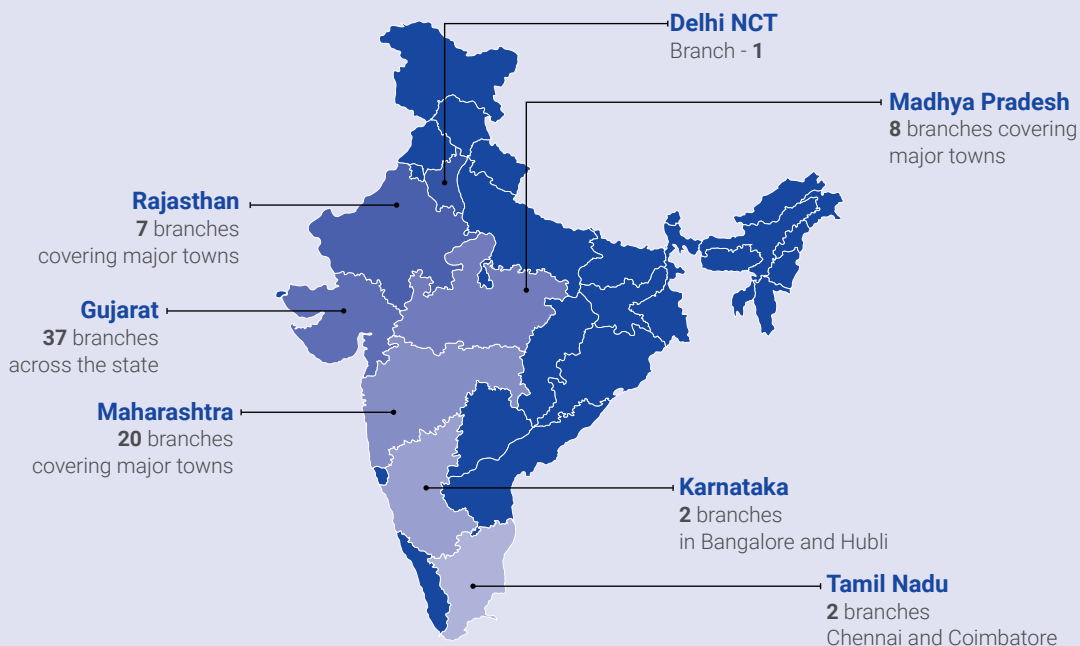 Delhi NCT
Branch - 1
Madhya Pradesh
8 branches covering
major towns
Rajasthan
7 branches
covering major towns
Gujarat
37 branches
across the state
Maharashtra
20 branches
covering major towns
Karnataka
2 branches
in Bangalore and Hubli
Tamil Nadu
2 branches
Chennai and Coimbatore